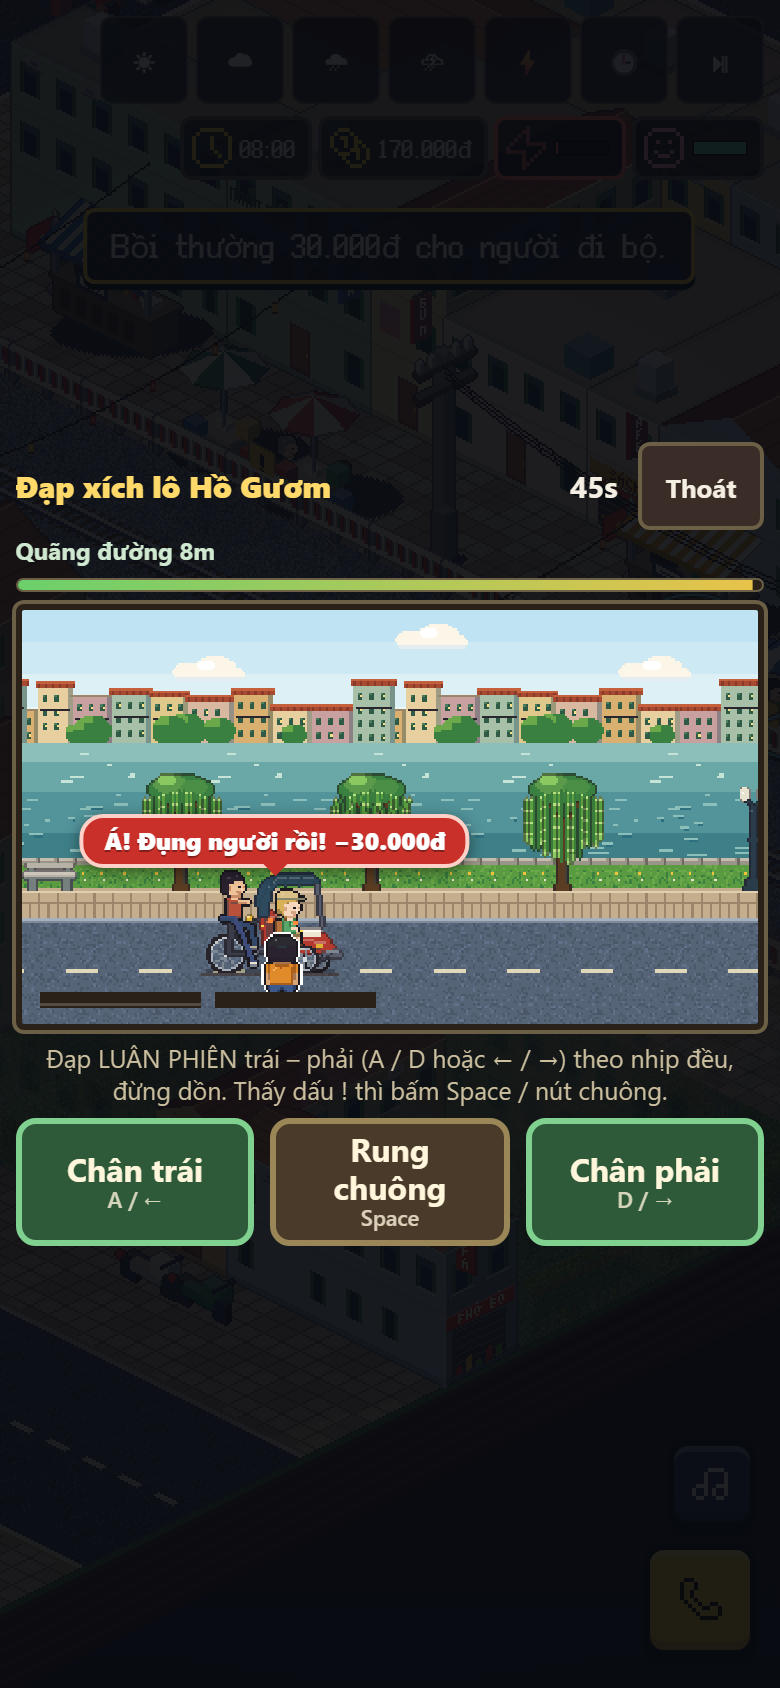 08:00
170.000đ
Bồi thường 30.000đ cho người đi bộ.
Đạp xích lô Hồ Gươm
45s
Thoát
Quãng đường 8m
Á! Đụng người rồi! −30.000đ
Đạp LUÂN PHIÊN trái – phải (A / D hoặc ← / →) theo nhịp đều,
đừng dồn. Thấy dấu ! thì bấm Space / nút chuông.
Chân trái
A / ←
Rung
chuông
Space
Chân phải
D / →
PHỞ BÒ